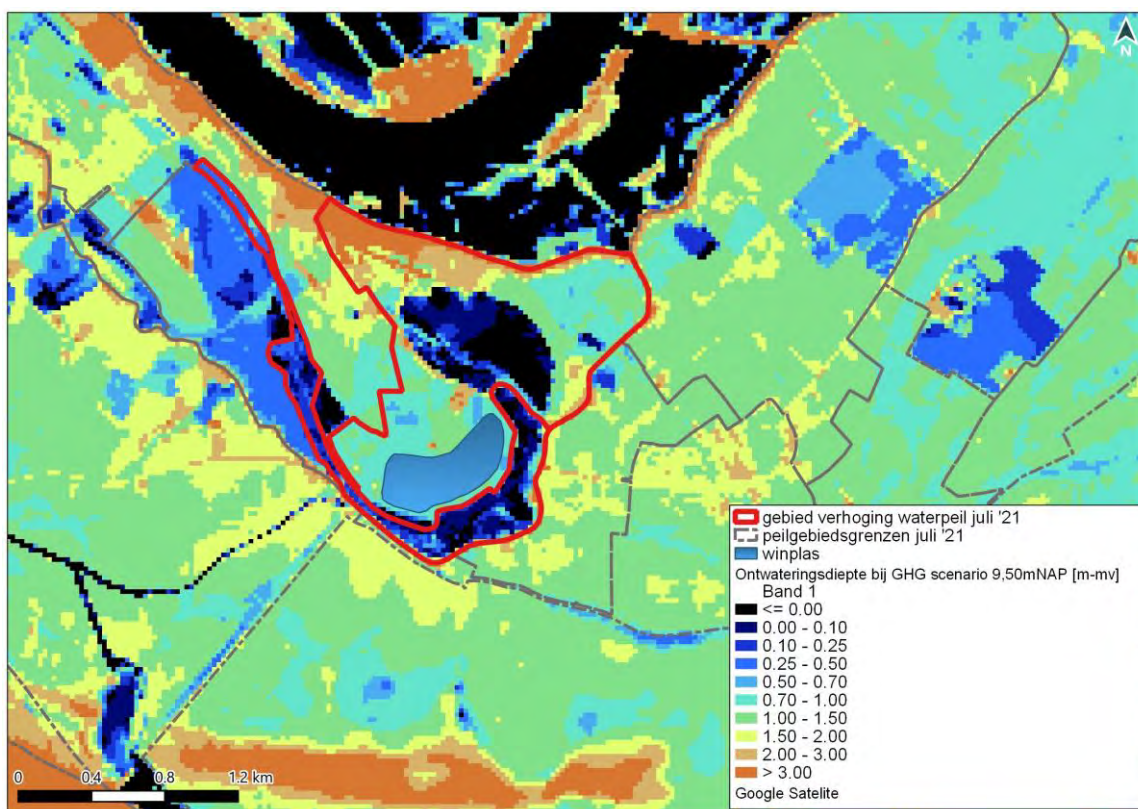 N
gebied verhoging waterpeil juli '21
peilgebiedsgrenzen juli '21
winplas
Ontwateringsdiepte bij GHG scenario 9,50mNAP [m-mv]
Band 1
<= 0.00
0.00 - 0.10
0.10 - 0.25
0.25 - 0.50
0.50 - 0.70
0.70 - 1.00
1.00 - 1.50
1.50 - 2.00
2.00 - 3.00
> 3.00
Google Satelite
0 0.4 0.8 1.2 km